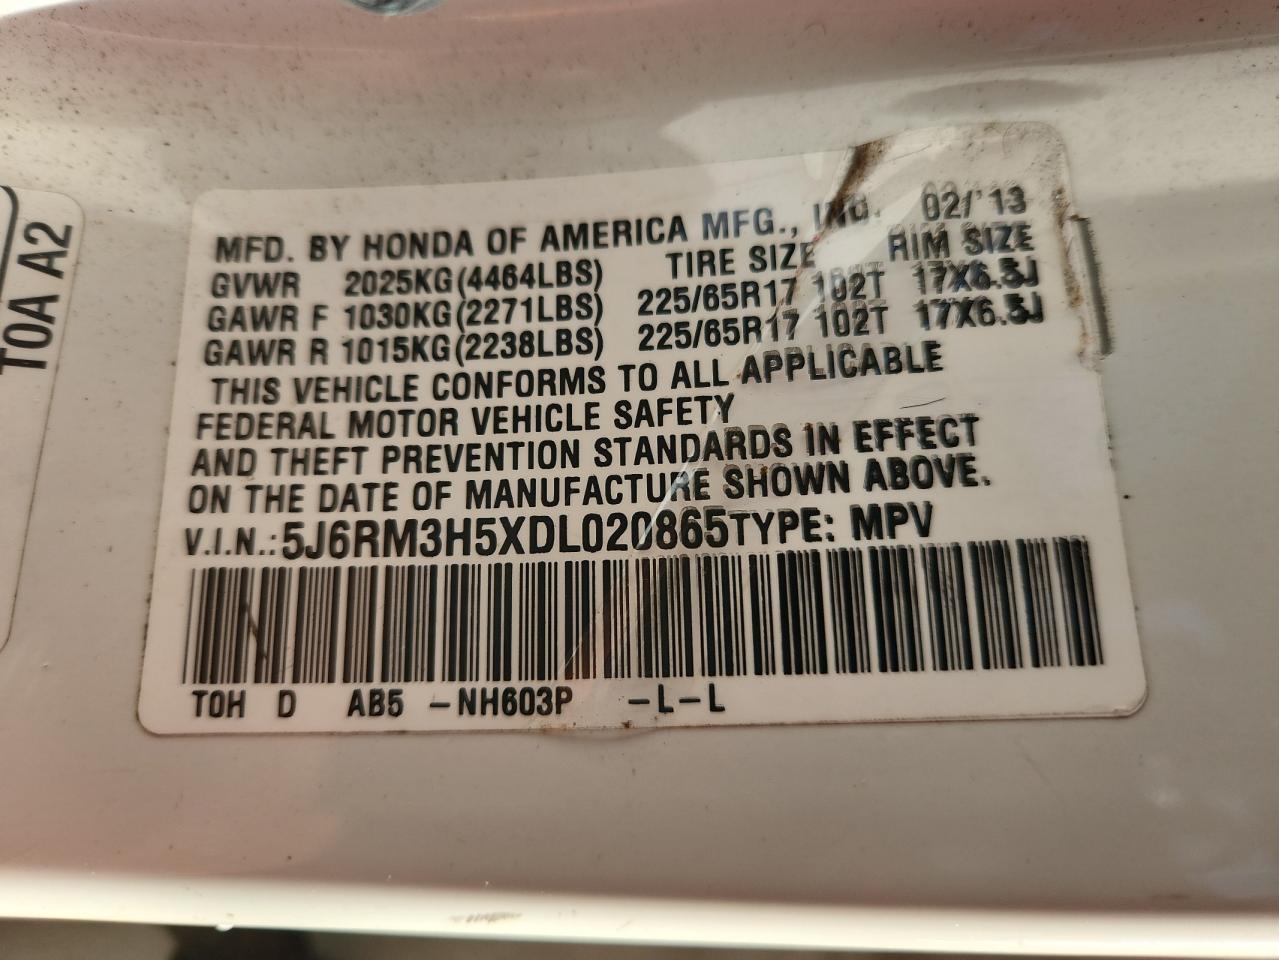 TOA A2
MFD. BY HONDA OF AMERICA MFG., INC. 02/'13
GVWR 2025KG(4464LBS) TIRE SIZE RIM SIZE
GAWR F 1030KG(2271LBS) 225/65R17 102T 17X6.5J
GAWR R 1015KG(2238LBS) 225/65R17 102T 17X6.5J
THIS VEHICLE CONFORMS TO ALL APPLICABLE
FEDERAL MOTOR VEHICLE SAFETY
AND THEFT PREVENTION STANDARDS IN EFFECT
ON THE DATE OF MANUFACTURE SHOWN ABOVE.
V.I.N.: 5J6RM3H5XDL020865 TYPE: MPV
TOH D AB5 -NH603P -L-L